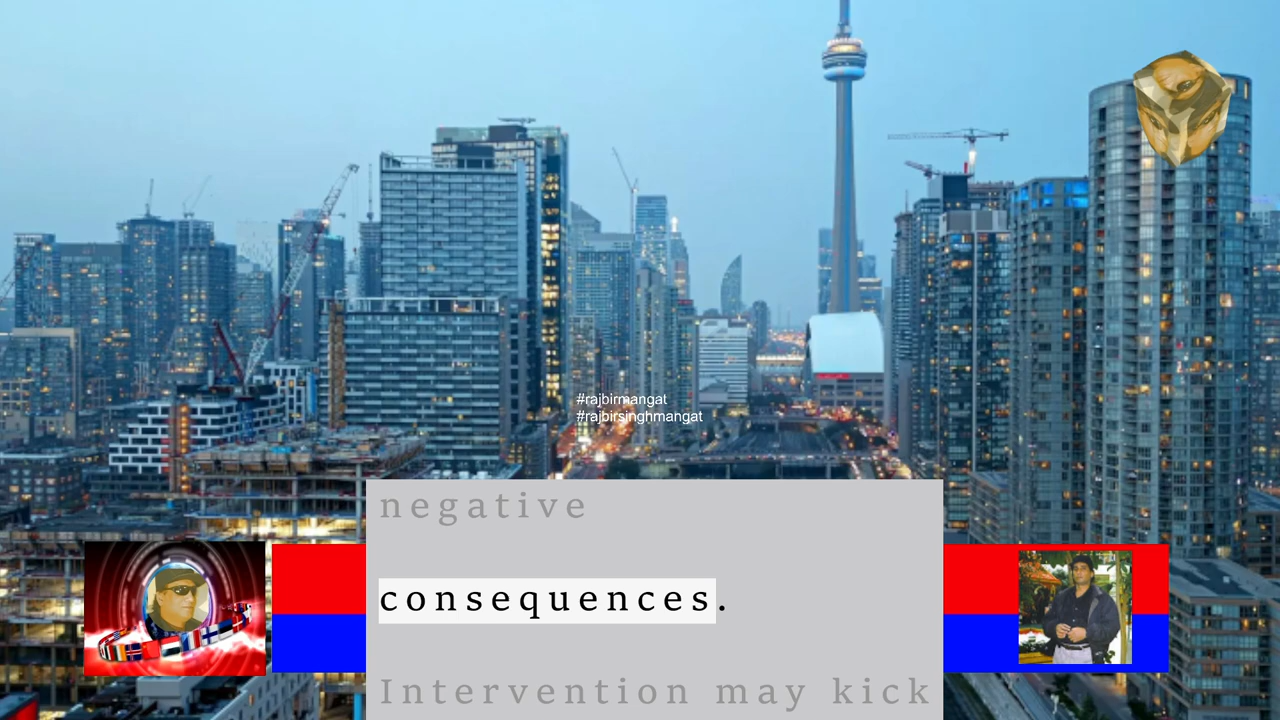 #rajbirmangat
#rajbirsinghmangat
negative
consequences.
Intervention may kick